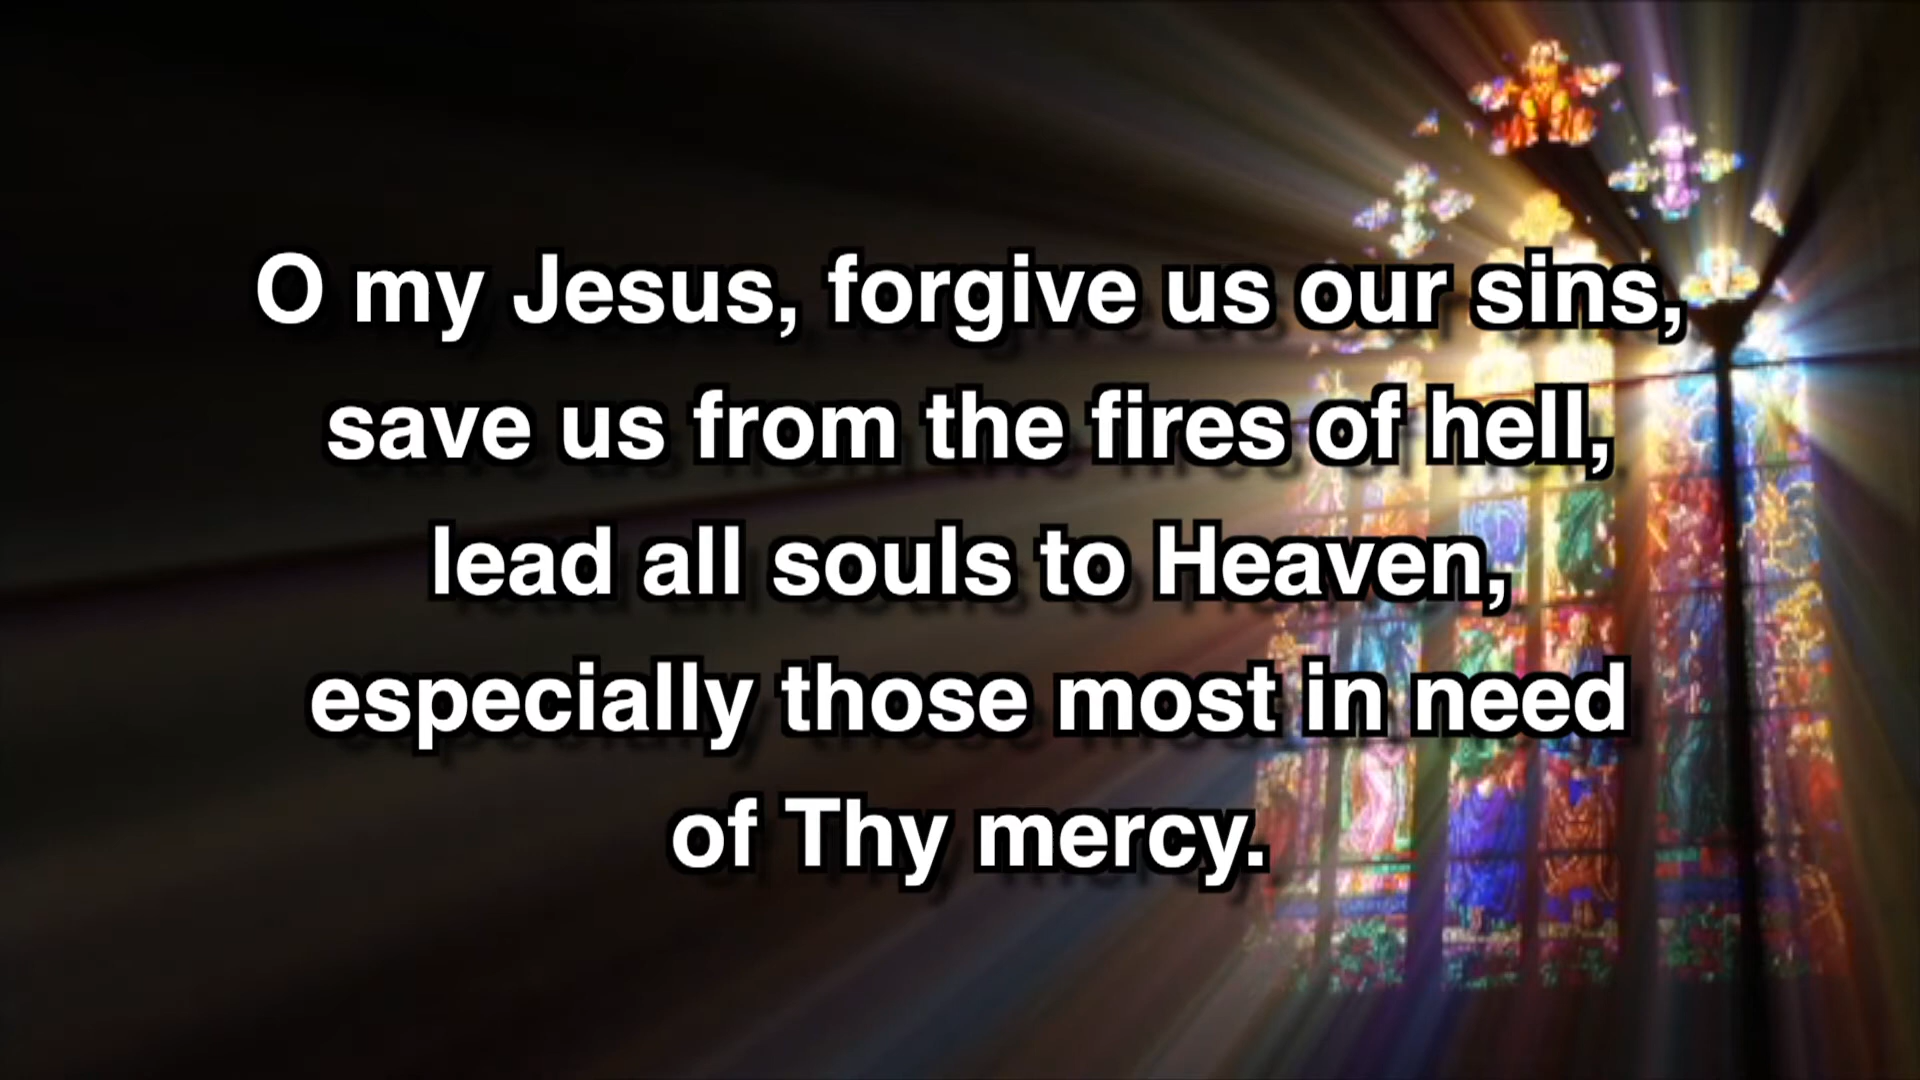 O my Jesus, forgive us our sins,
save us from the fires of hell,
lead all souls to Heaven,
especially those most in need
of Thy mercy.